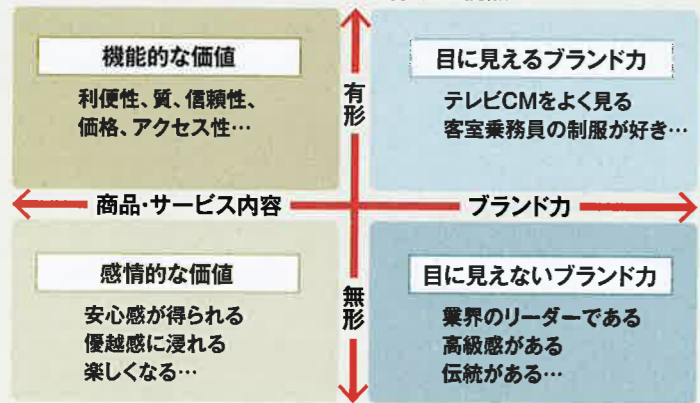 機能的な価値
利便性、質、信頼性、
価格、アクセス性…
有形
目に見えるブランド力
テレビCMをよく見る
客室乗務員の制服が好き…
商品・サービス内容
ブランド力
感情的な価値
安心感が得られる
優越感に浸れる
楽しくなる…
無形
目に見えないブランド力
業界のリーダーである
高級感がある
伝統がある…